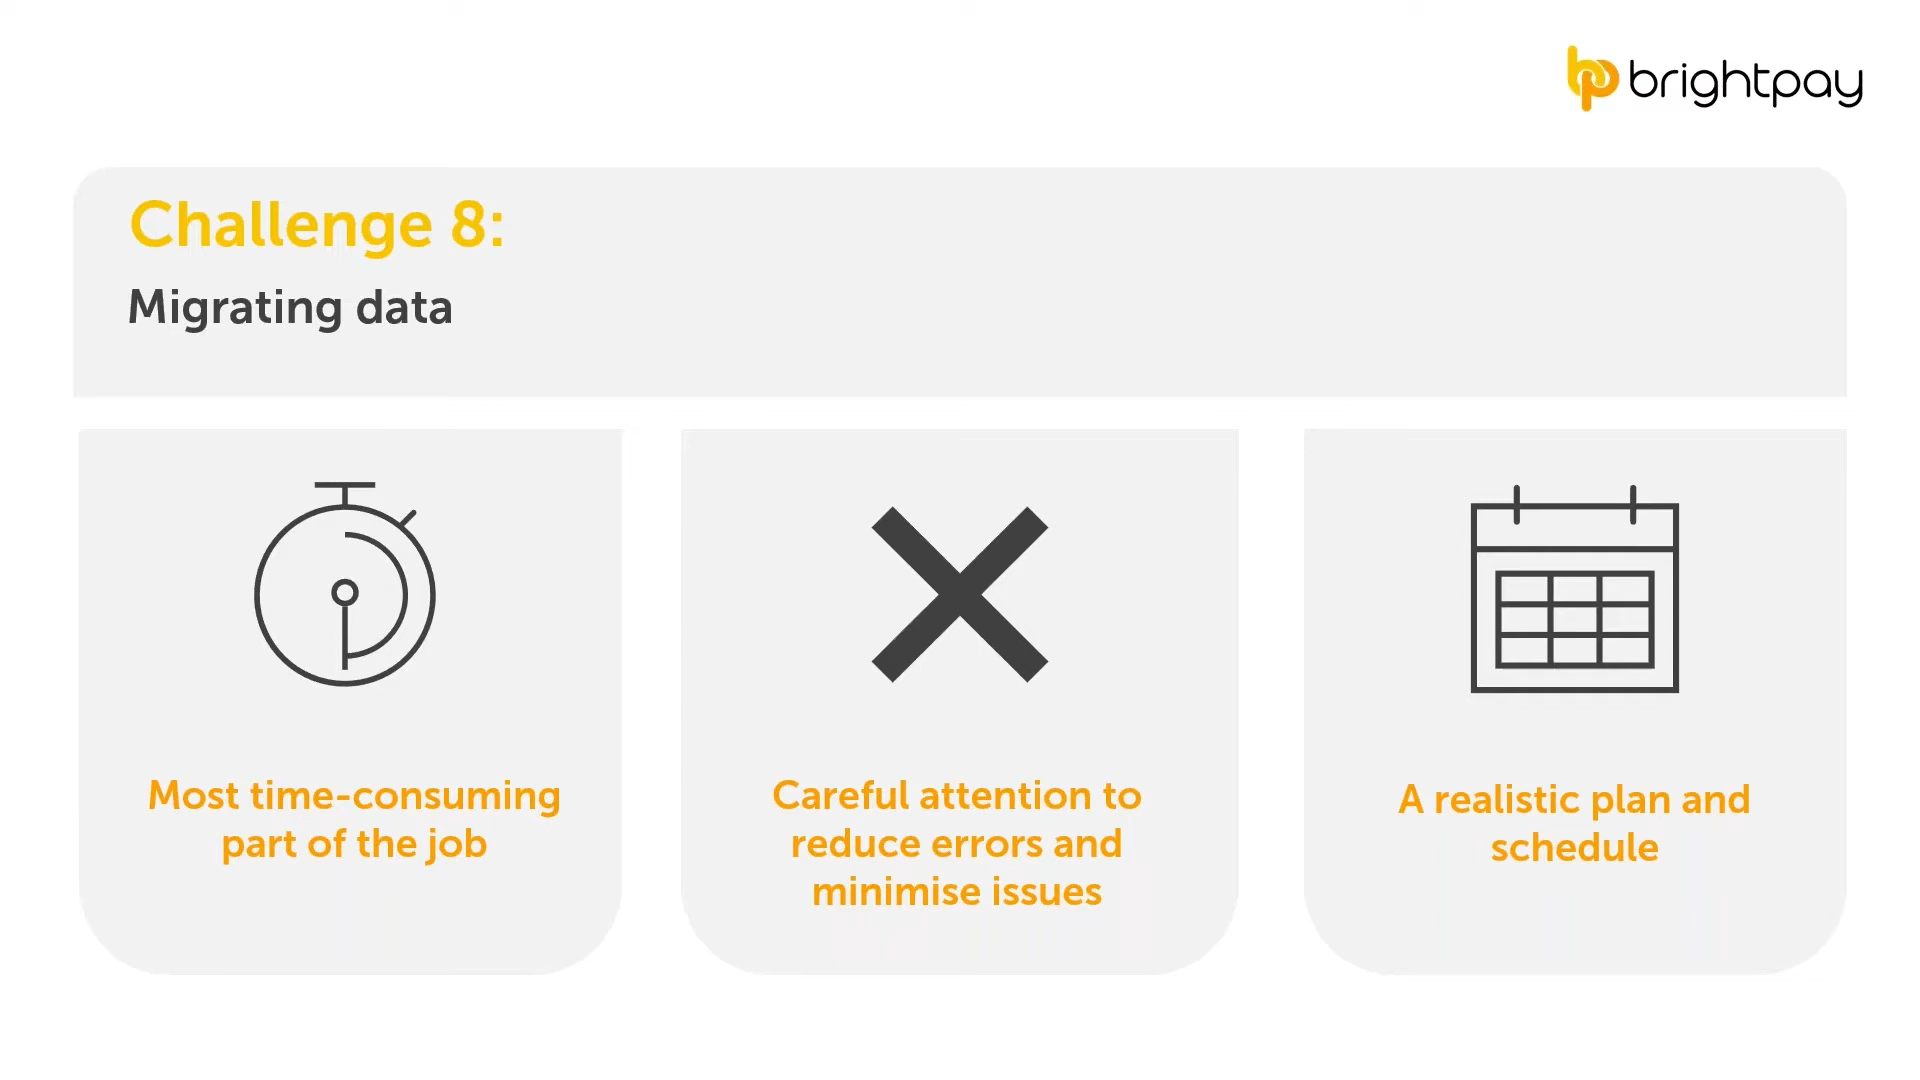 brightpay
Challenge 8:
Migrating data
Most time-consuming
part of the job
Careful attention to
reduce errors and
minimise issues
A realistic plan and
schedule